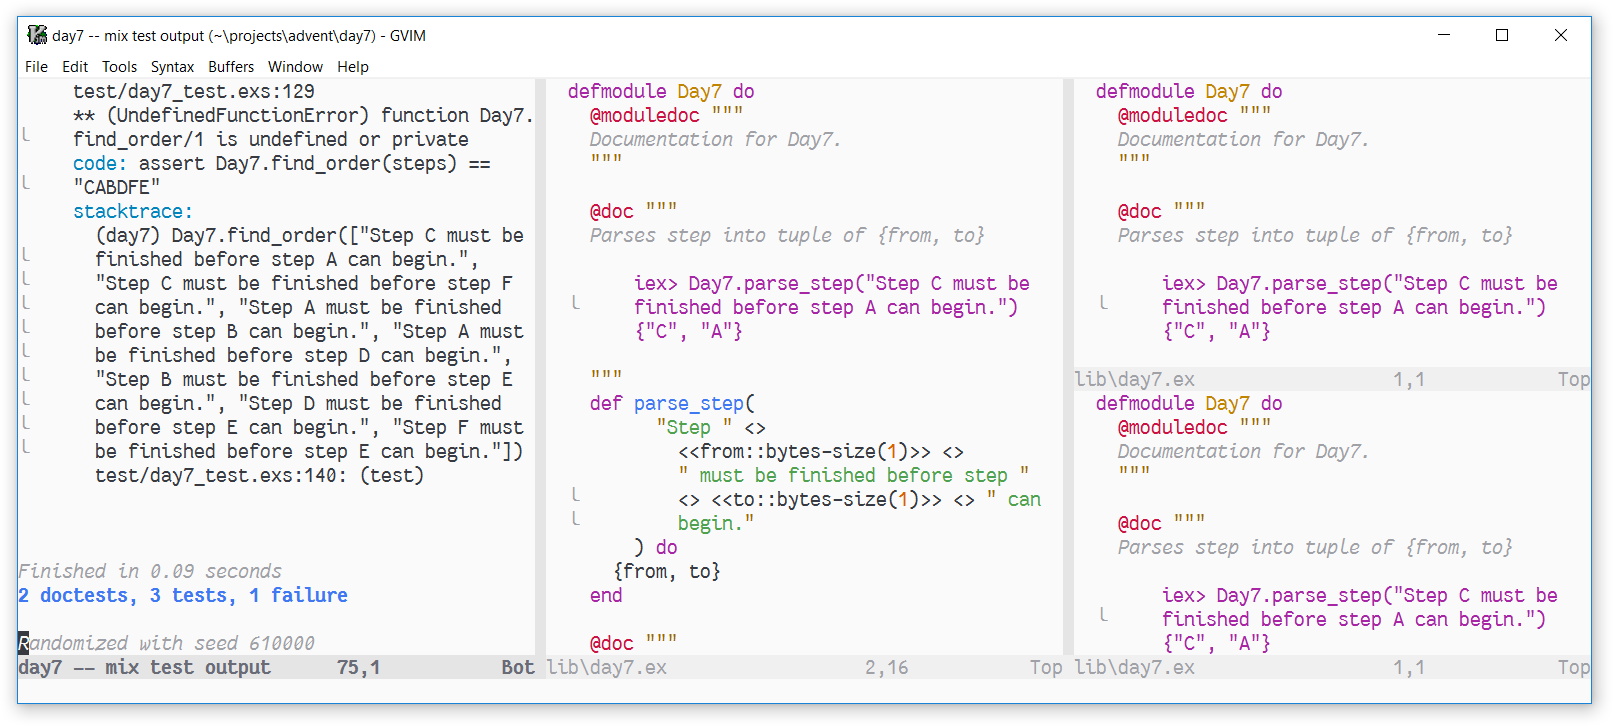 day7 -- mix test output (~\projects\advent\day7) - GVIM
File Edit Tools Syntax Buffers Window Help
test/day7_test.exs:129
** (UndefinedFunctionError) function Day7.
find_order/1 is undefined or private
code: assert Day7.find_order(steps) ==
"CABDFE"
stacktrace:
(day7) Day7.find_order(["Step C must be
finished before step A can begin.",
"Step C must be finished before step F
can begin.", "Step A must be finished
before step B can begin.", "Step A must
be finished before step D can begin.",
"Step B must be finished before step E
can begin.", "Step D must be finished
before step E can begin.", "Step F must
be finished before step E can begin."])
test/day7_test.exs:140: (test)
Finished in 0.09 seconds
2 doctests, 3 tests, 1 failure
Randomized with seed 610000
day7 -- mix test output 75,1 Bot
defmodule Day7 do
@moduledoc """
Documentation for Day7.
"""
@doc """
Parses step into tuple of {from, to}
iex> Day7.parse_step("Step C must be
finished before step A can begin.")
{"C", "A"}
"""
def parse_step(
"Step " <>
<<from::bytes-size(1)>> <>
" must be finished before step "
<> <<to::bytes-size(1)>> <> " can
begin."
) do
{from, to}
end
@doc """
lib\day7.ex 2,16 Top
defmodule Day7 do
@moduledoc """
Documentation for Day7.
"""
@doc """
Parses step into tuple of {from, to}
iex> Day7.parse_step("Step C must be
finished before step A can begin.")
{"C", "A"}
lib\day7.ex 1,1 Top
defmodule Day7 do
@moduledoc """
Documentation for Day7.
"""
@doc """
Parses step into tuple of {from, to}
iex> Day7.parse_step("Step C must be
finished before step A can begin.")
{"C", "A"}
lib\day7.ex 1,1 Top